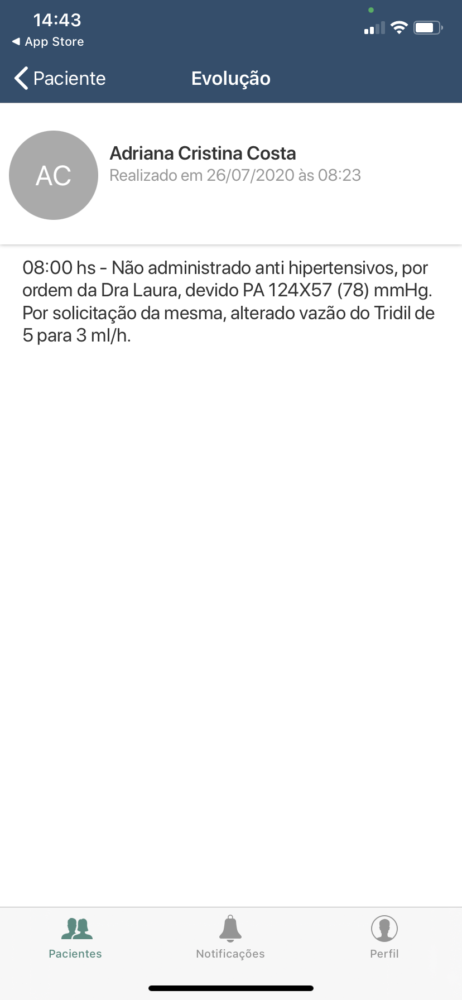 14:43
◀ App Store
Paciente
Evolução
AC
Adriana Cristina Costa
Realizado em 26/07/2020 às 08:23
08:00 hs - Não administrado anti hipertensivos, por
ordem da Dra Laura, devido PA 124X57 (78) mmHg.
Por solicitação da mesma, alterado vazão do Tridil de
5 para 3 ml/h.
Pacientes
Notificações
Perfil